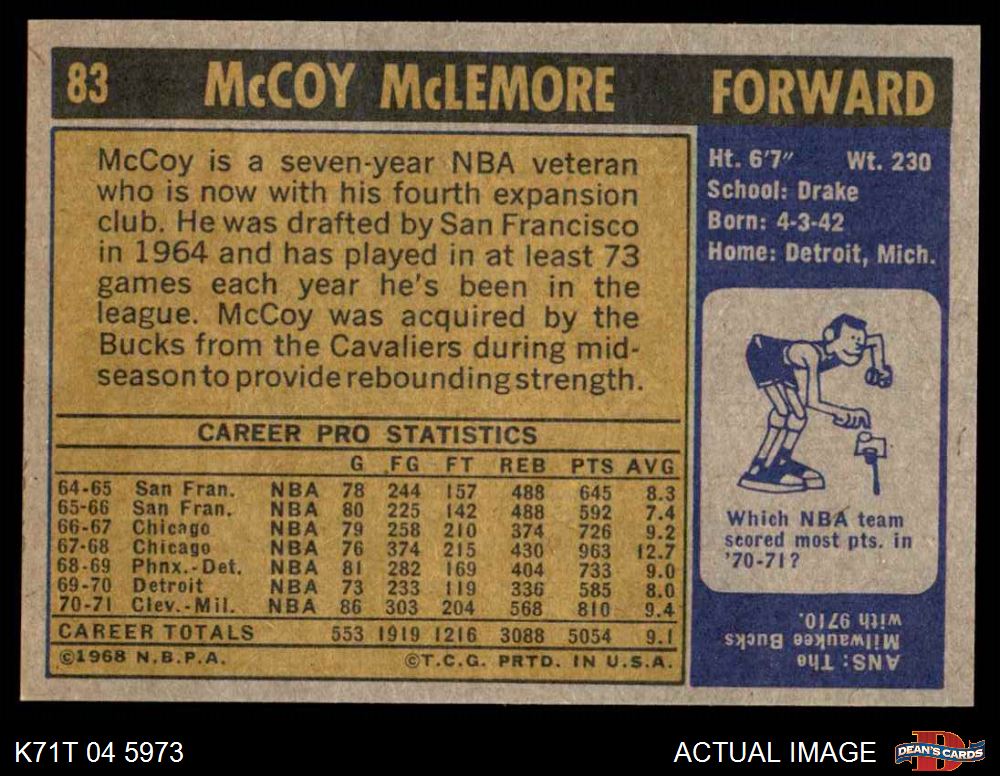 83 McCOY McLEMORE FORWARD
McCoy is a seven-year NBA veteran
who is now with his fourth expansion
club. He was drafted by San Francisco
in 1964 and has played in at least 73
games each year he's been in the
league. McCoy was acquired by the
Bucks from the Cavaliers during mid-
season to provide rebounding strength.
Ht. 6'7" Wt. 230
School: Drake
Born: 4-3-42
Home: Detroit, Mich.
Which NBA team
scored most pts. in
'70-71?
ANS: The
Milwaukee Bucks
with 9710.
CAREER PRO STATISTICS
G FG FT REB PTS AVG
64-65 San Fran. NBA 78 244 157 488 645 8.3
65-66 San Fran. NBA 80 225 142 488 592 7.4
66-67 Chicago NBA 79 258 210 374 726 9.2
67-68 Chicago NBA 76 374 215 430 963 12.7
68-69 Phnx.-Det. NBA 81 282 169 404 733 9.0
69-70 Detroit NBA 73 233 119 336 585 8.0
70-71 Clev.-Mil. NBA 86 303 204 568 810 9.4
CAREER TOTALS 553 1919 1216 3088 5054 9.1
©1968 N.B.P.A. ©T.C.G. PRTD. IN U.S.A.
K71T 04 5973 ACTUAL IMAGE DEAN'S CARDS